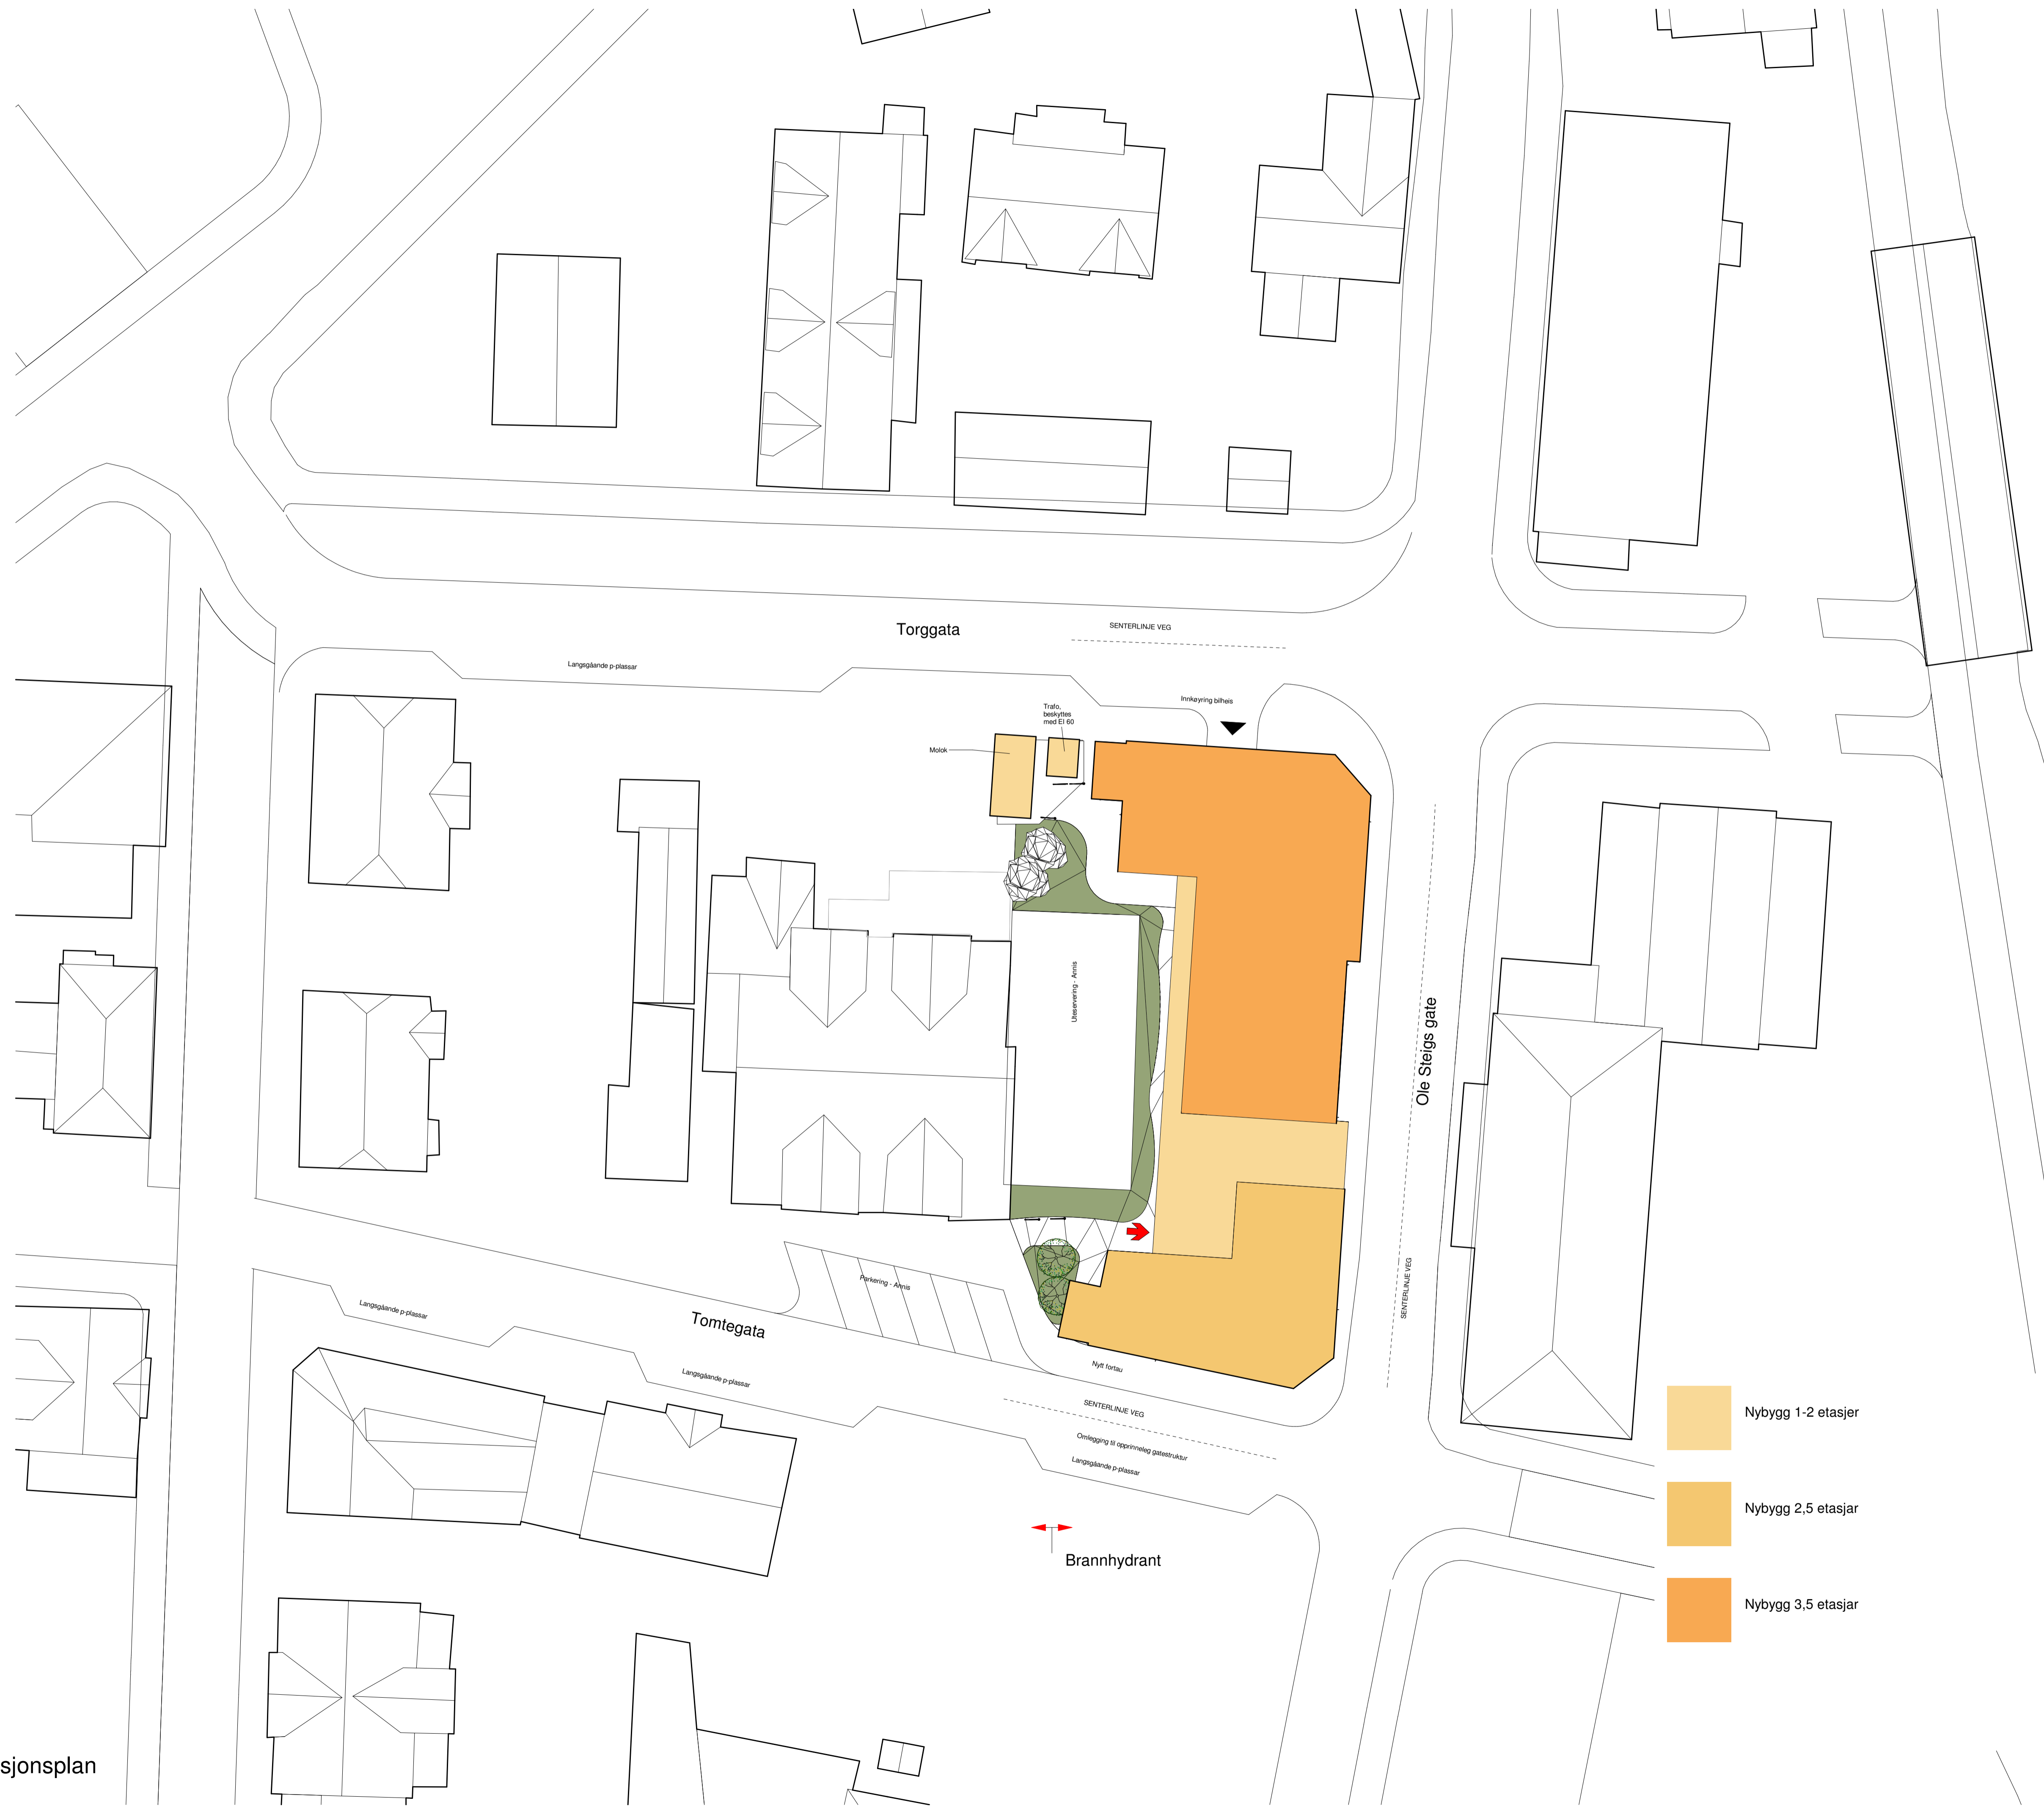 Torggata
SENTERLINJE VEG
Langsgåande p-plassar
Innkøyring bilheis
Trafo,
beskyttes
med EI 60
Molok
Uteservering - Annis
Ole Steigs gate
SENTERLINJE VEG
Parkering - Annis
Langsgåande p-plassar
Tomtegata
Nytt fortau
Langsgåande p-plassar
SENTERLINJE VEG
Omlegging til opprinneleg gatestruktur
Langsgåande p-plassar
Brannhydrant
Nybygg 1-2 etasjer
Nybygg 2,5 etasjar
Nybygg 3,5 etasjar
sjonsplan